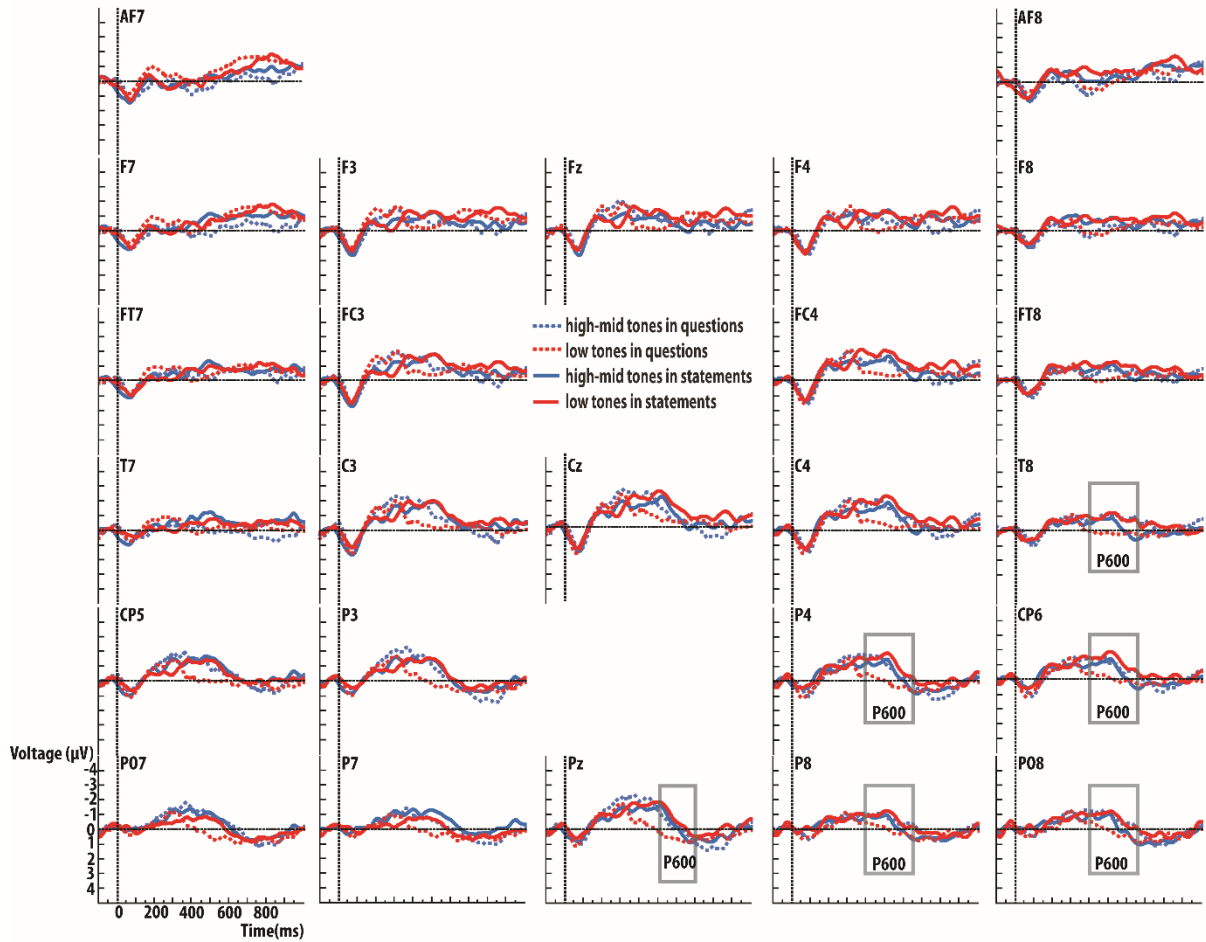 AF7
AF8
F7
F3
Fz
F4
F8
FT7
FC3
high-mid tones in questions
low tones in questions
high-mid tones in statements
low tones in statements
FC4
FT8
T7
C3
Cz
C4
T8
P600
CP5
P3
P4
P600
CP6
P600
Voltage (µV)
PO7
P7
Pz
P600
P8
P600
PO8
P600
-4
-3
-2
-1
0
1
2
3
4
0 200 400 600 800
Time(ms)